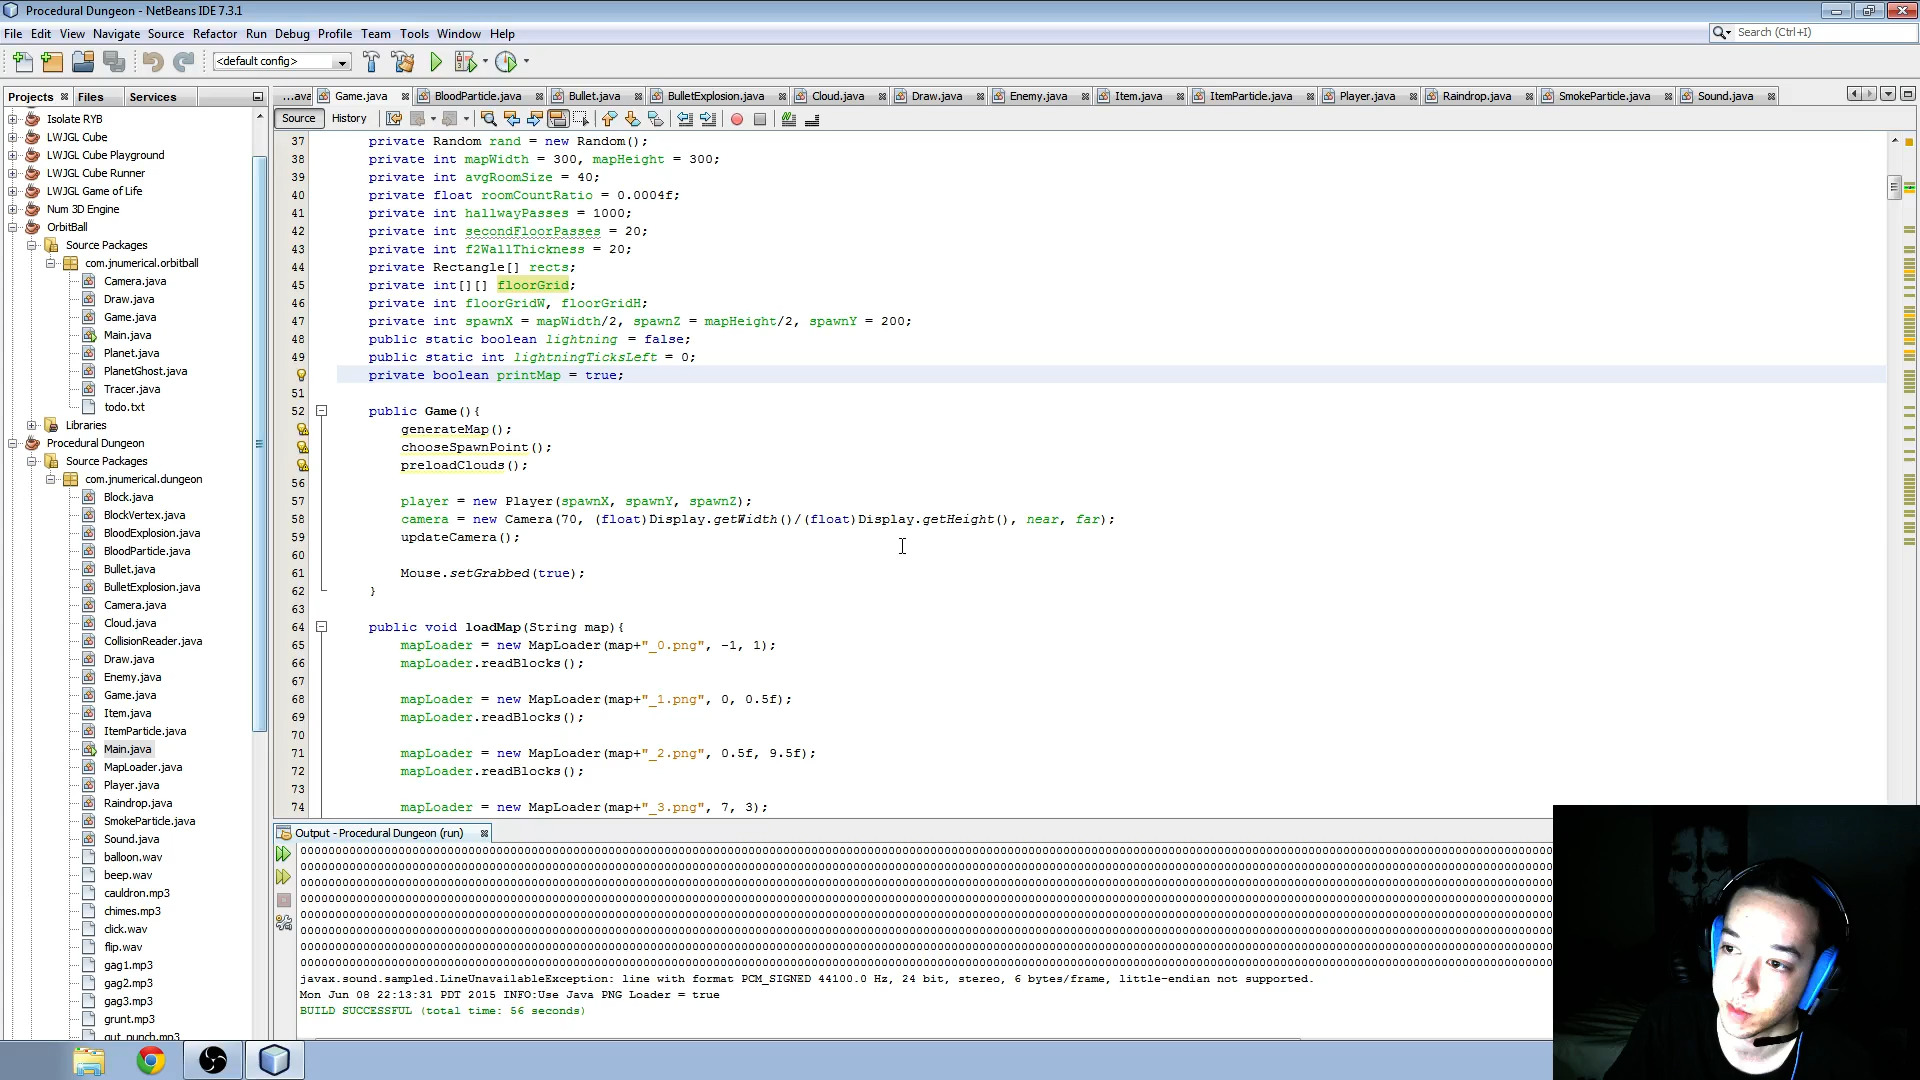 Procedural Dungeon - NetBeans IDE 7.3.1
File Edit View Navigate Source Refactor Run Debug Profile Team Tools Window Help
Search (Ctrl+I)
<default config>
Projects Files Services
...ava Game.java BloodParticle.java Bullet.java BulletExplosion.java Cloud.java Draw.java Enemy.java Item.java ItemParticle.java Player.java Raindrop.java SmokeParticle.java Sound.java
Source History
Isolate RYB
LWJGL Cube
LWJGL Cube Playground
LWJGL Cube Runner
LWJGL Game of Life
Num 3D Engine
OrbitBall
Source Packages
com.jnumerical.orbitball
Camera.java
Draw.java
Game.java
Main.java
Planet.java
PlanetGhost.java
Tracer.java
todo.txt
Libraries
Procedural Dungeon
Source Packages
com.jnumerical.dungeon
Block.java
BlockVertex.java
BloodExplosion.java
BloodParticle.java
Bullet.java
BulletExplosion.java
Camera.java
Cloud.java
CollisionReader.java
Draw.java
Enemy.java
Game.java
Item.java
ItemParticle.java
Main.java
MapLoader.java
Player.java
Raindrop.java
SmokeParticle.java
Sound.java
balloon.wav
beep.wav
cauldron.mp3
chimes.mp3
click.wav
flip.wav
gag1.mp3
gag2.mp3
gag3.mp3
grunt.mp3
gut_punch.mp3
37 private Random rand = new Random();
38 private int mapWidth = 300, mapHeight = 300;
39 private int avgRoomSize = 40;
40 private float roomCountRatio = 0.0004f;
41 private int hallwayPasses = 1000;
42 private int secondFloorPasses = 20;
43 private int f2WallThickness = 20;
44 private Rectangle[] rects;
45 private int[][] floorGrid;
46 private int floorGridW, floorGridH;
47 private int spawnX = mapWidth/2, spawnZ = mapHeight/2, spawnY = 200;
48 public static boolean lightning = false;
49 public static int lightningTicksLeft = 0;
private boolean printMap = true;
51
52 public Game(){
generateMap();
chooseSpawnPoint();
preloadClouds();
56
57 player = new Player(spawnX, spawnY, spawnZ);
58 camera = new Camera(70, (float)Display.getWidth()/(float)Display.getHeight(), near, far);
59 updateCamera();
60
61 Mouse.setGrabbed(true);
62 }
63
64 public void loadMap(String map){
65 mapLoader = new MapLoader(map+"_0.png", -1, 1);
66 mapLoader.readBlocks();
67
68 mapLoader = new MapLoader(map+"_1.png", 0, 0.5f);
69 mapLoader.readBlocks();
70
71 mapLoader = new MapLoader(map+"_2.png", 0.5f, 9.5f);
72 mapLoader.readBlocks();
73
74 mapLoader = new MapLoader(map+"_3.png", 7, 3);
Output - Procedural Dungeon (run)
javax.sound.sampled.LineUnavailableException: line with format PCM_SIGNED 44100.0 Hz, 24 bit, stereo, 6 bytes/frame, little-endian not supported.
Mon Jun 08 22:13:31 PDT 2015 INFO:Use Java PNG Loader = true
BUILD SUCCESSFUL (total time: 56 seconds)